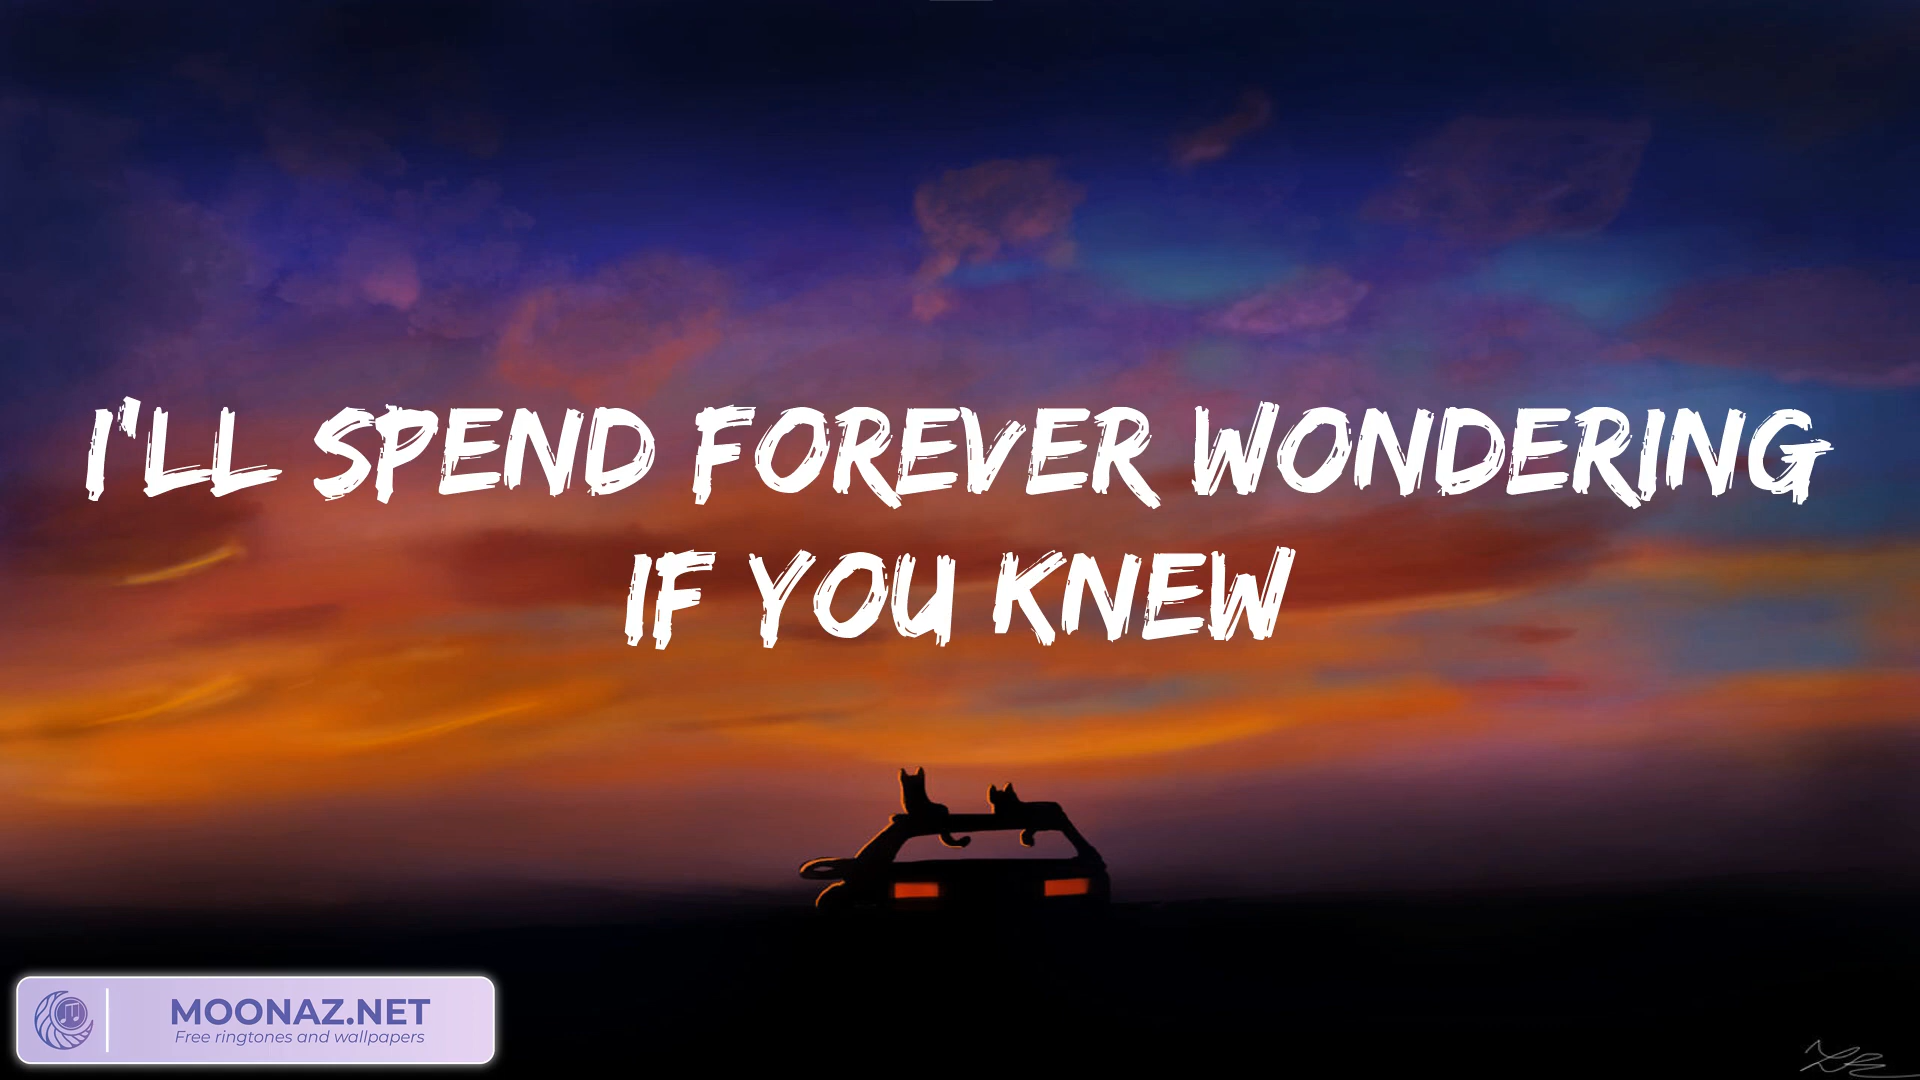 I'LL SPEND FOREVER WONDERING
IF YOU KNEW
MOONAZ.NET
Free ringtones and wallpapers